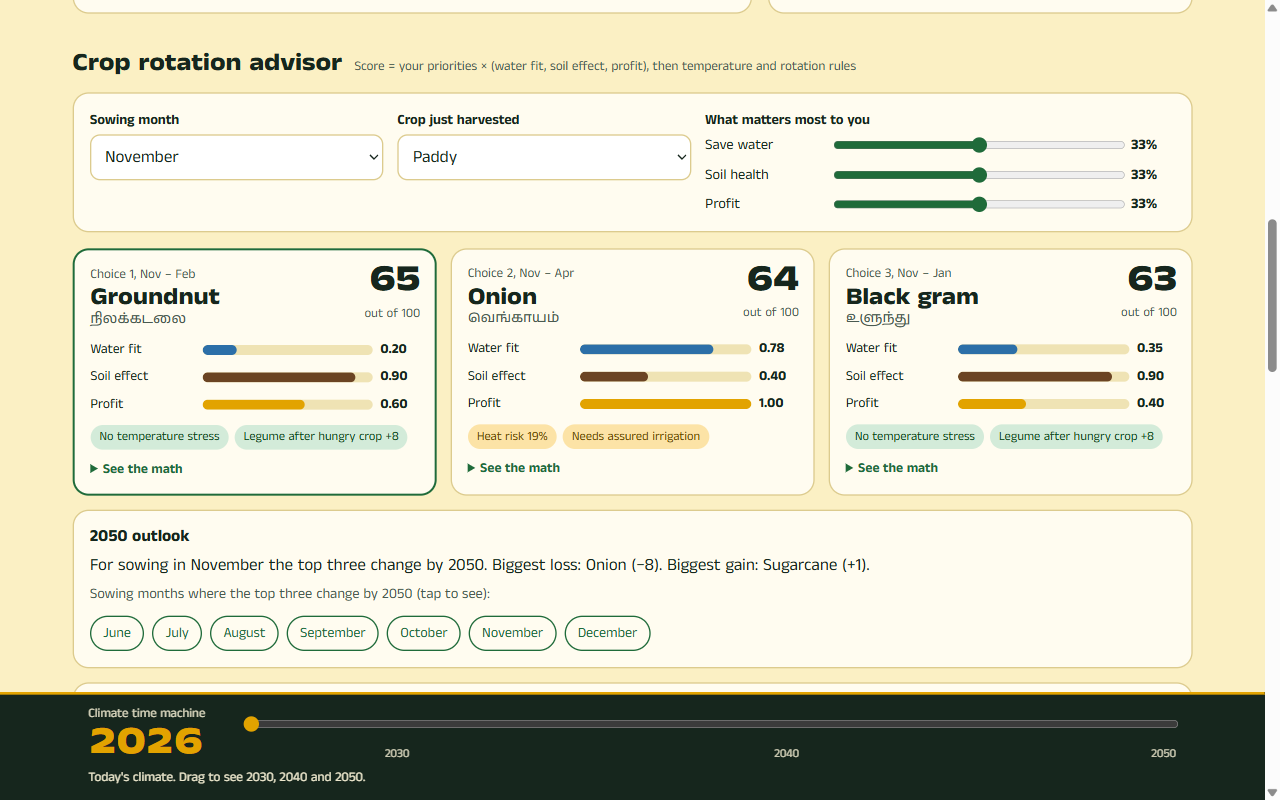 Crop rotation advisor Score = your priorities × (water fit, soil effect, profit), then temperature and rotation rules
Sowing month
November
Crop just harvested
Paddy
What matters most to you
Save water 33%
Soil health 33%
Profit 33%
Choice 1, Nov – Feb
Groundnut
நிலக்கடலை
65
out of 100
Water fit 0.20
Soil effect 0.90
Profit 0.60
No temperature stress Legume after hungry crop +8
See the math
Choice 2, Nov – Apr
Onion
வெங்காயம்
64
out of 100
Water fit 0.78
Soil effect 0.40
Profit 1.00
Heat risk 19% Needs assured irrigation
See the math
Choice 3, Nov – Jan
Black gram
உளுந்து
63
out of 100
Water fit 0.35
Soil effect 0.90
Profit 0.40
No temperature stress Legume after hungry crop +8
See the math
2050 outlook
For sowing in November the top three change by 2050. Biggest loss: Onion (−8). Biggest gain: Sugarcane (+1).
Sowing months where the top three change by 2050 (tap to see):
June July August September October November December
Climate time machine
2026
2030 2040 2050
Today's climate. Drag to see 2030, 2040 and 2050.